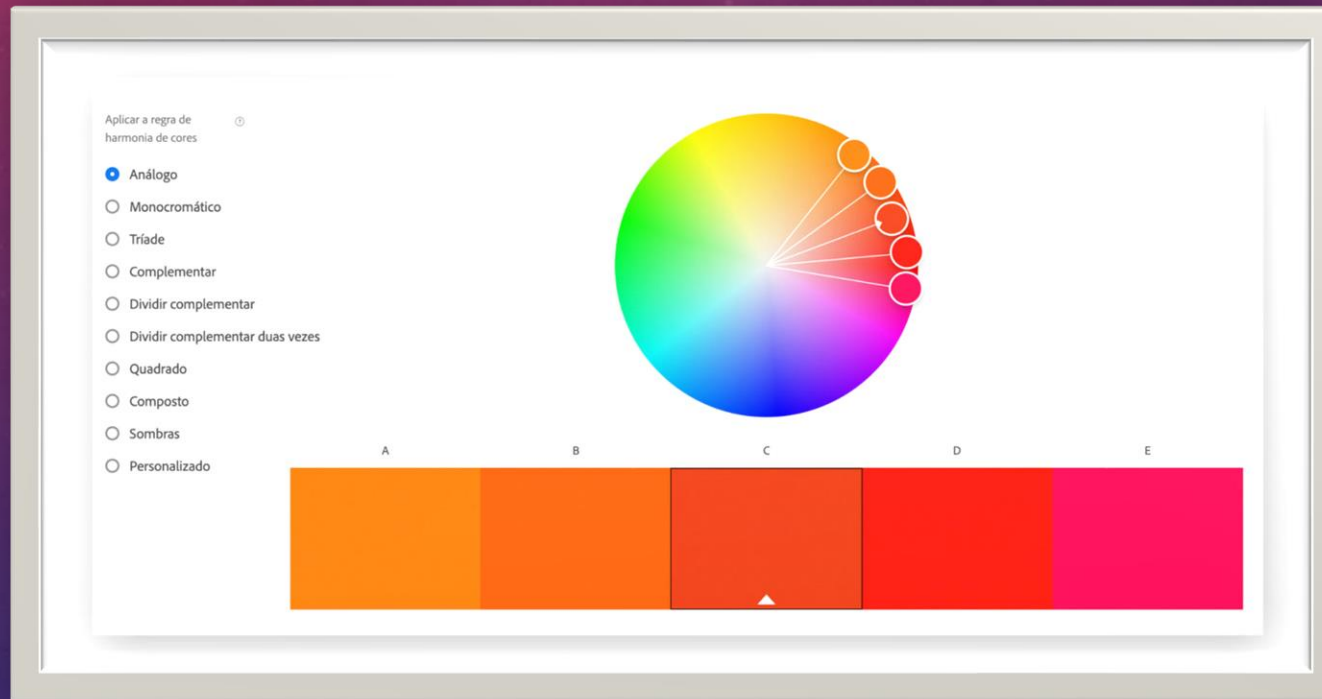 Aplicar a regra de
harmonia de cores
Análogo
Monocromático
Tríade
Complementar
Dividir complementar
Dividir complementar duas vezes
Quadrado
Composto
Sombras
Personalizado
A B C D E